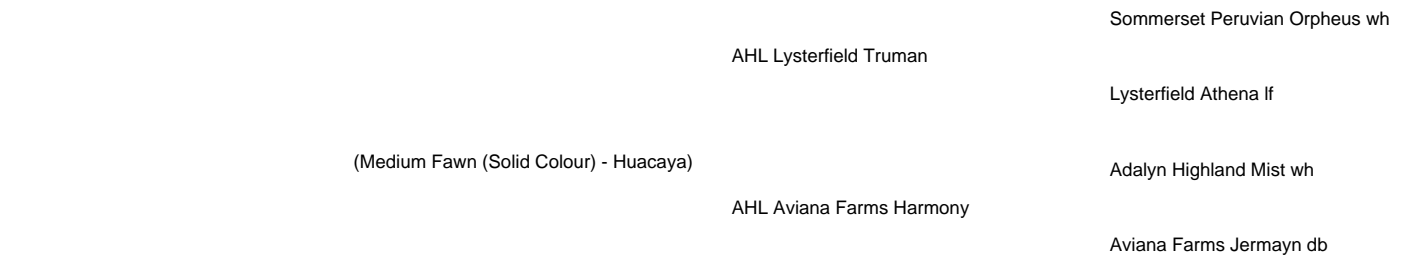 Sommerset Peruvian Orpheus wh
AHL Lysterfield Truman
Lysterfield Athena lf
(Medium Fawn (Solid Colour) - Huacaya)
Adalyn Highland Mist wh
AHL Aviana Farms Harmony
Aviana Farms Jermayn db